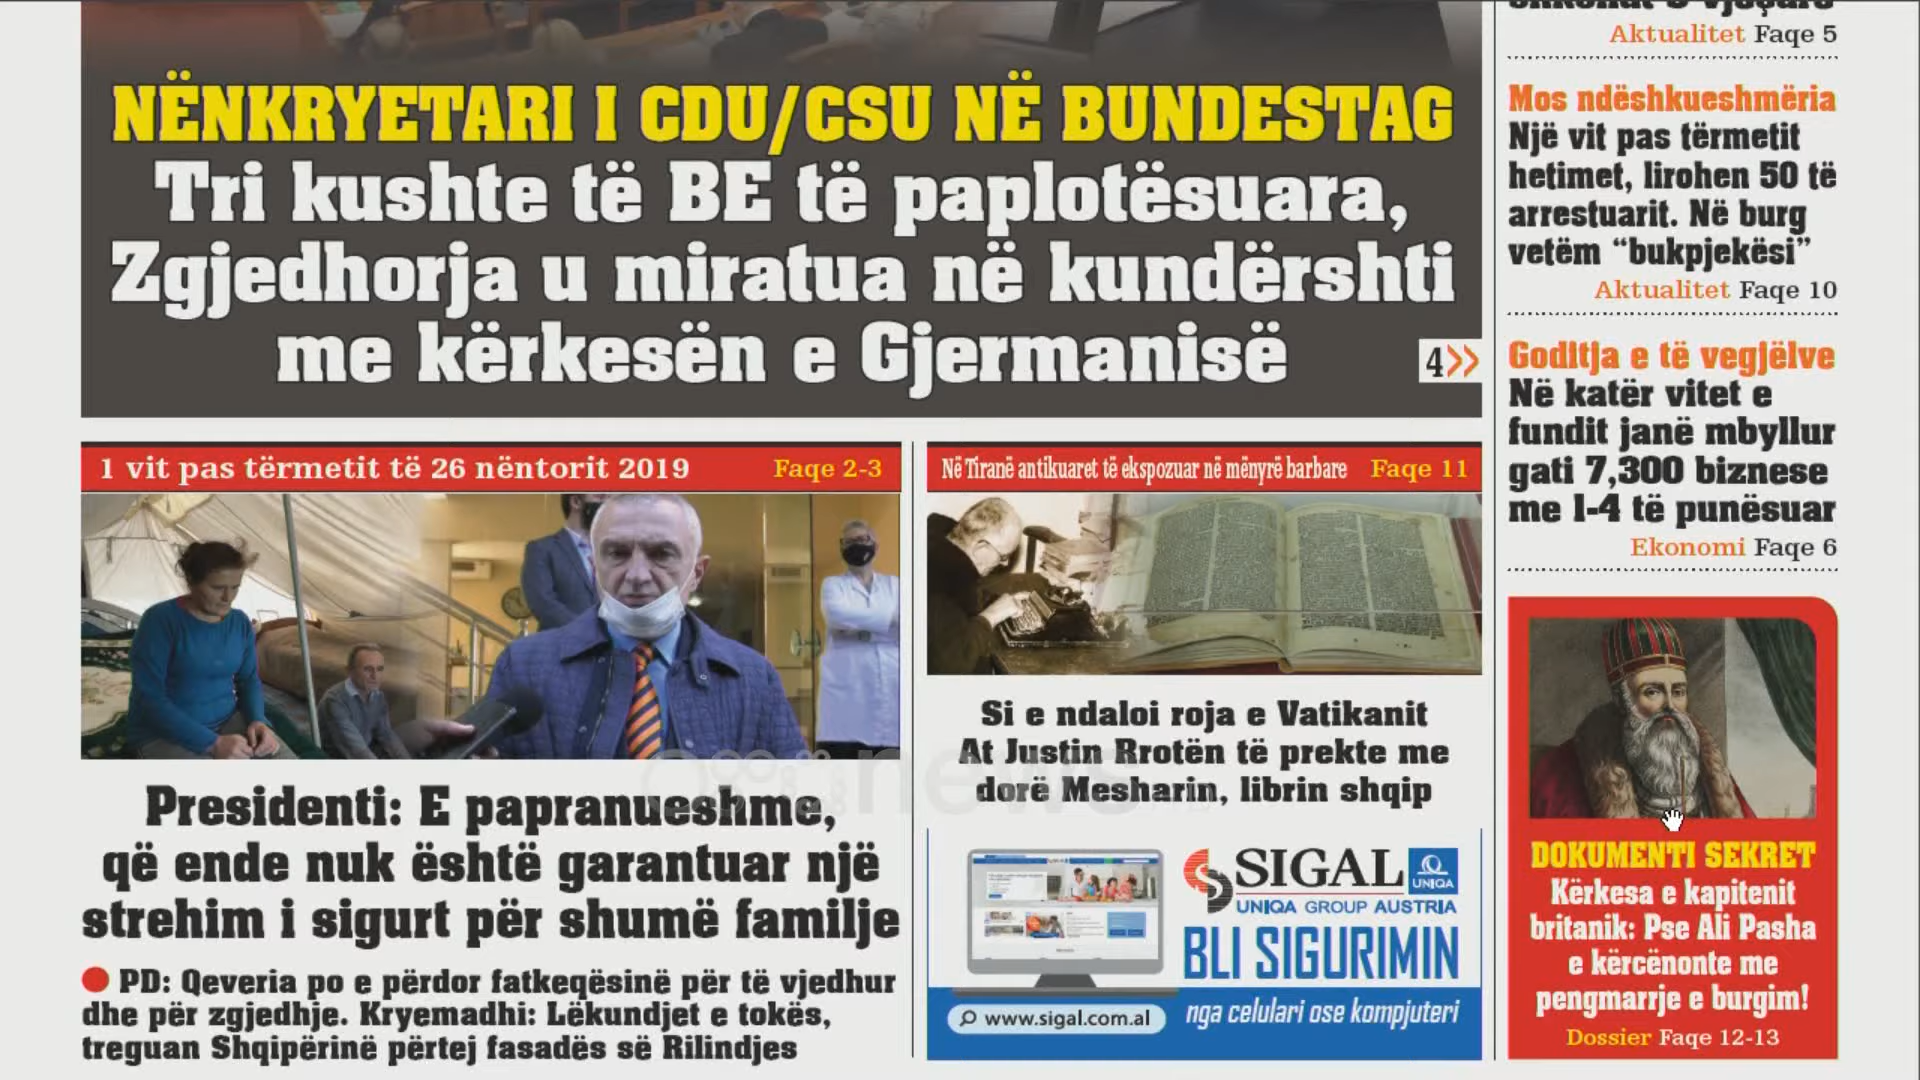 NËNKRYETARI I CDU/CSU NË BUNDESTAG
Tri kushte të BE të paplotësuara,
Zgjedhorja u miratua në kundërshti
me kërkesën e Gjermanisë
4>>
1 vit pas tërmetit të 26 nëntorit 2019 Faqe 2-3
Presidenti: E papranueshme,
që ende nuk është garantuar një
strehim i sigurt për shumë familje
PD: Qeveria po e përdor fatkeqësinë për të vjedhur
dhe për zgjedhje. Kryemadhi: Lëkundjet e tokës,
treguan Shqipërinë përtej fasadës së Rilindjes
Në Tiranë antikuaret të ekspozuar në mënyrë barbare Faqe 11
Si e ndaloi roja e Vatikanit
At Justin Rrotën të prekte me
dorë Mesharin, librin shqip
news
SIGAL
UNIQA
UNIQA GROUP AUSTRIA
BLI SIGURIMIN
www.sigal.com.al
nga celulari ose kompjuteri
Aktualitet Faqe 5
Mos ndëshkueshmëria
Një vit pas tërmetit
hetimet, lirohen 50 të
arrestuarit. Në burg
vetëm “bukpjekësi”
Aktualitet Faqe 10
Goditja e të vegjëlve
Në katër vitet e
fundit janë mbyllur
gati 7,300 biznese
me 1-4 të punësuar
Ekonomi Faqe 6
DOKUMENTI SEKRET
Kërkesa e kapitenit
britanik: Pse Ali Pasha
e kërcënonte me
pengmarrje e burgim!
Dossier Faqe 12-13